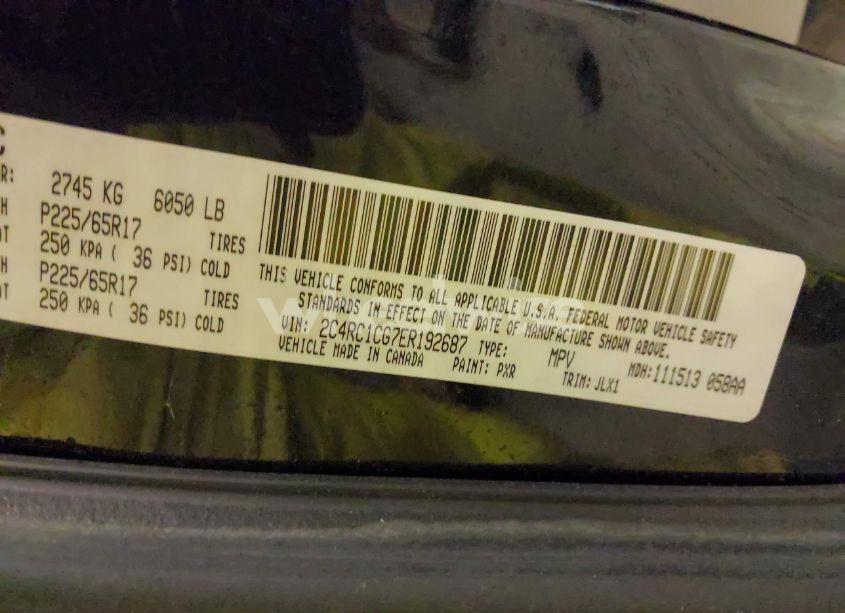 C
R: 2745 KG 6050 LB
H P225/65R17 TIRES
OT 250 KPA ( 36 PSI) COLD
H P225/65R17 TIRES
OT 250 KPA ( 36 PSI) COLD
THIS VEHICLE CONFORMS TO ALL APPLICABLE U.S.A. FEDERAL MOTOR VEHICLE SAFETY
STANDARDS IN EFFECT ON THE DATE OF MANUFACTURE SHOWN ABOVE.
VIN: 2C4RC1CG7ER192687 TYPE: MPV MDH:111513 058AA
VEHICLE MADE IN CANADA PAINT: PXR TRIM: JLX1